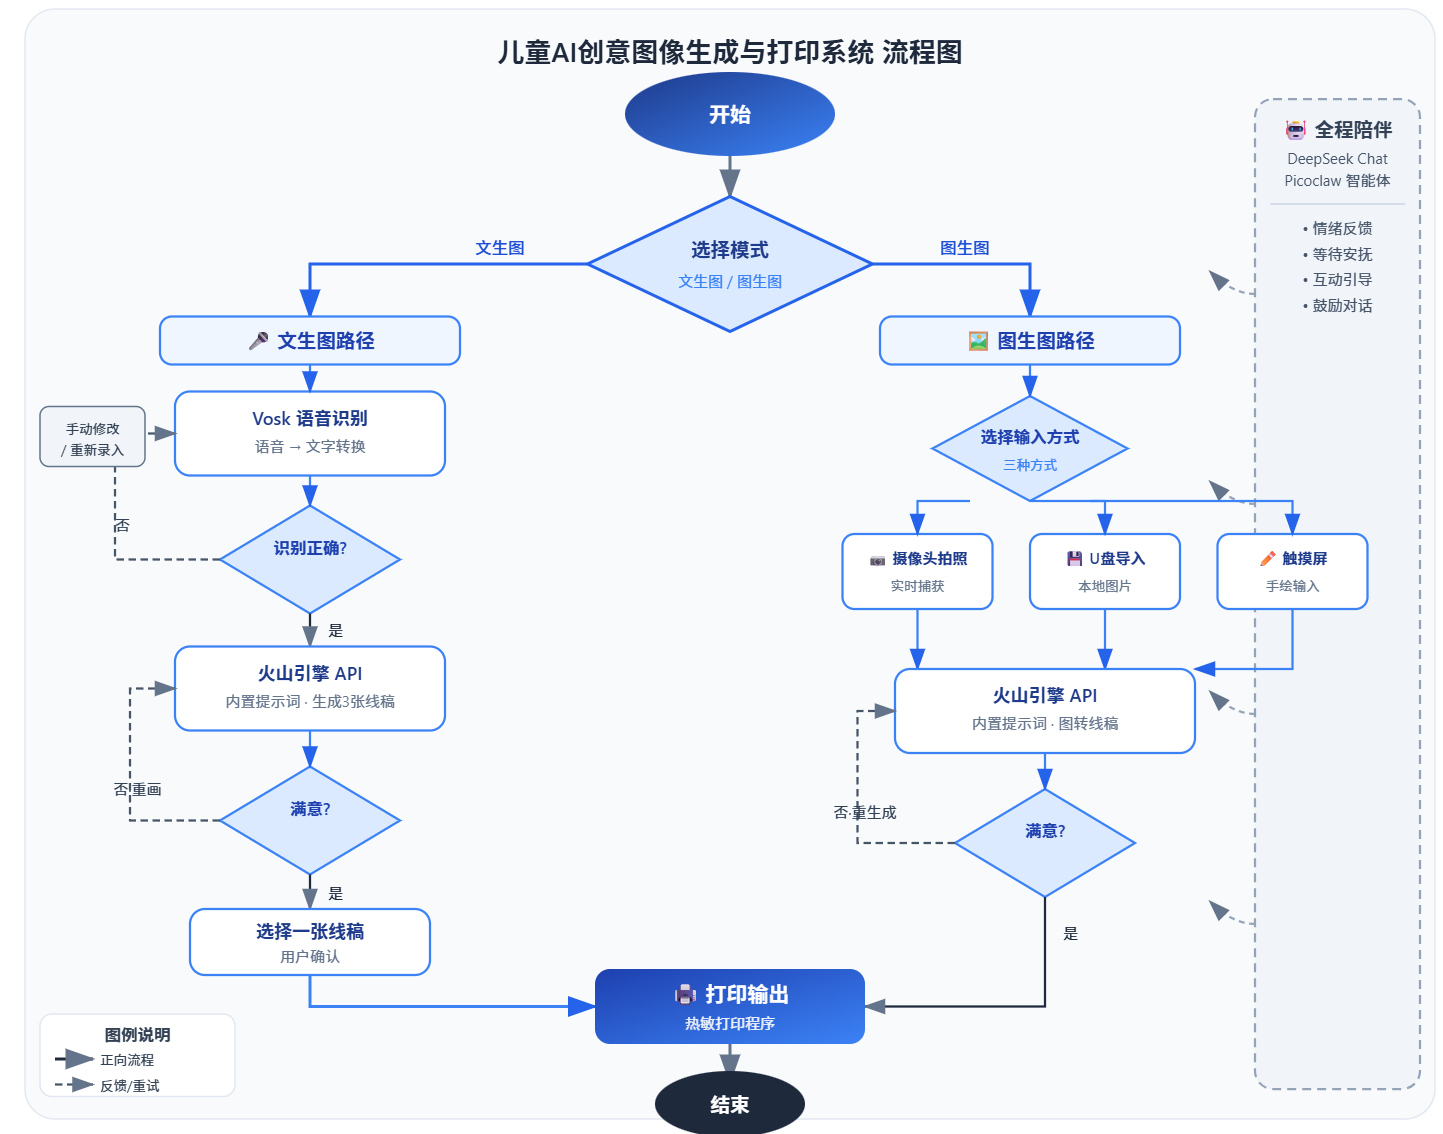 儿童AI创意图像生成与打印系统 流程图
开始
选择模式
文生图 / 图生图
文生图
图生图
文生图路径
Vosk 语音识别
语音 → 文字转换
手动修改
/ 重新录入
否
识别正确?
是
火山引擎 API
内置提示词 · 生成3张线稿
否·重画
满意?
是
选择一张线稿
用户确认
图生图路径
选择输入方式
三种方式
摄像头拍照
实时捕获
U盘导入
本地图片
触摸屏
手绘输入
火山引擎 API
内置提示词 · 图转线稿
否·重生成
满意?
是
打印输出
热敏打印程序
结束
全程陪伴
DeepSeek Chat
Picoclaw 智能体
• 情绪反馈
• 等待安抚
• 互动引导
• 鼓励对话
图例说明
正向流程
反馈/重试